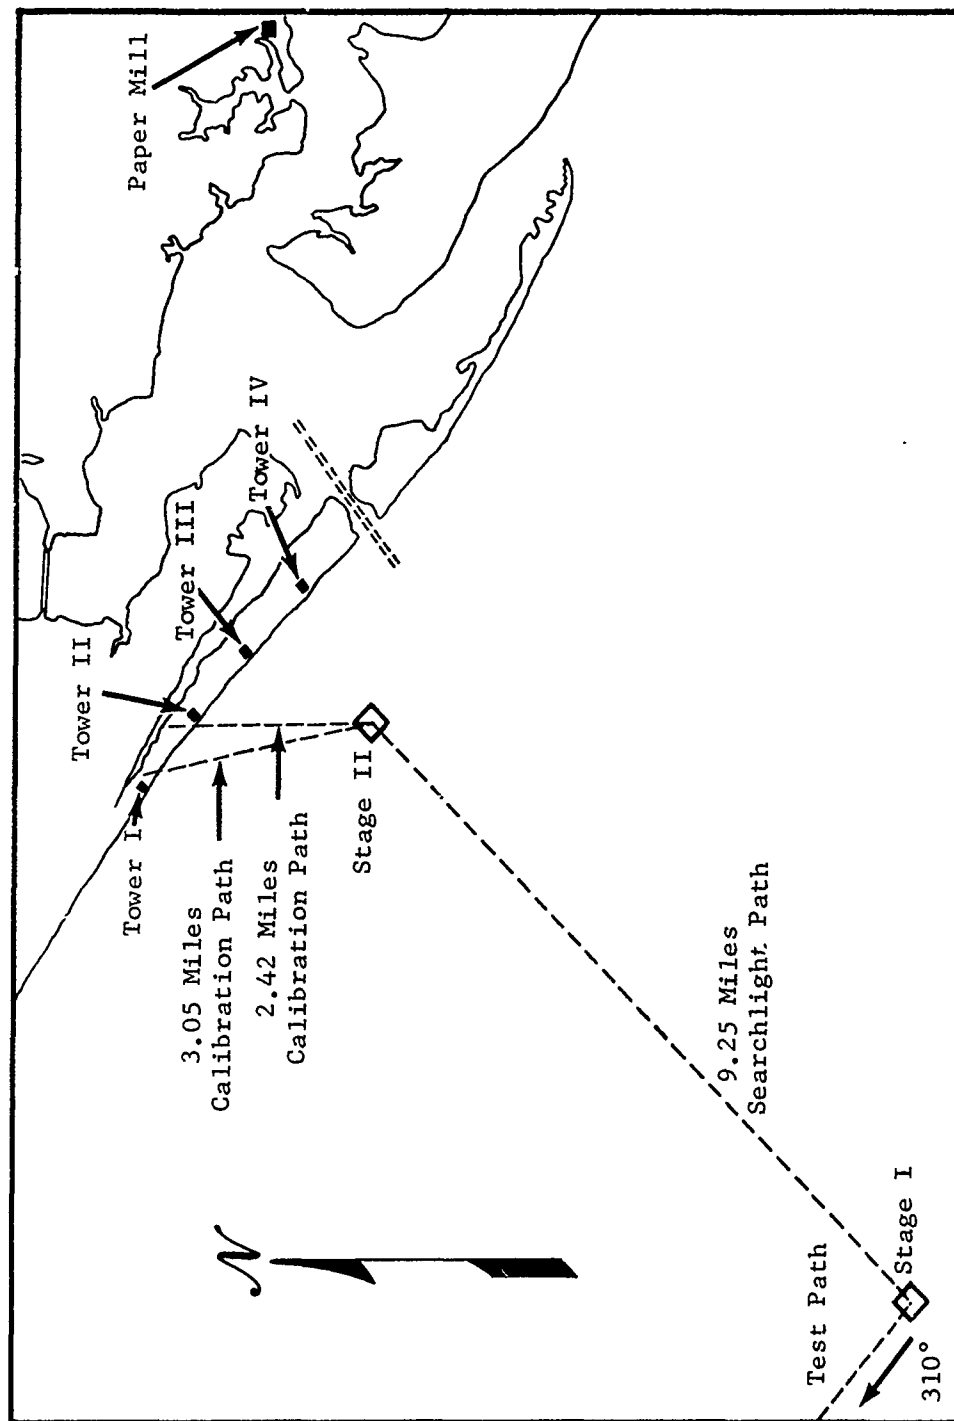 Paper Mill
Tower IV
Tower III
Tower II
Tower I
3.05 Miles
Calibration Path
2.42 Miles
Calibration Path
Stage II
9.25 Miles
Searchlight Path
N
Test Path
Stage I
310°